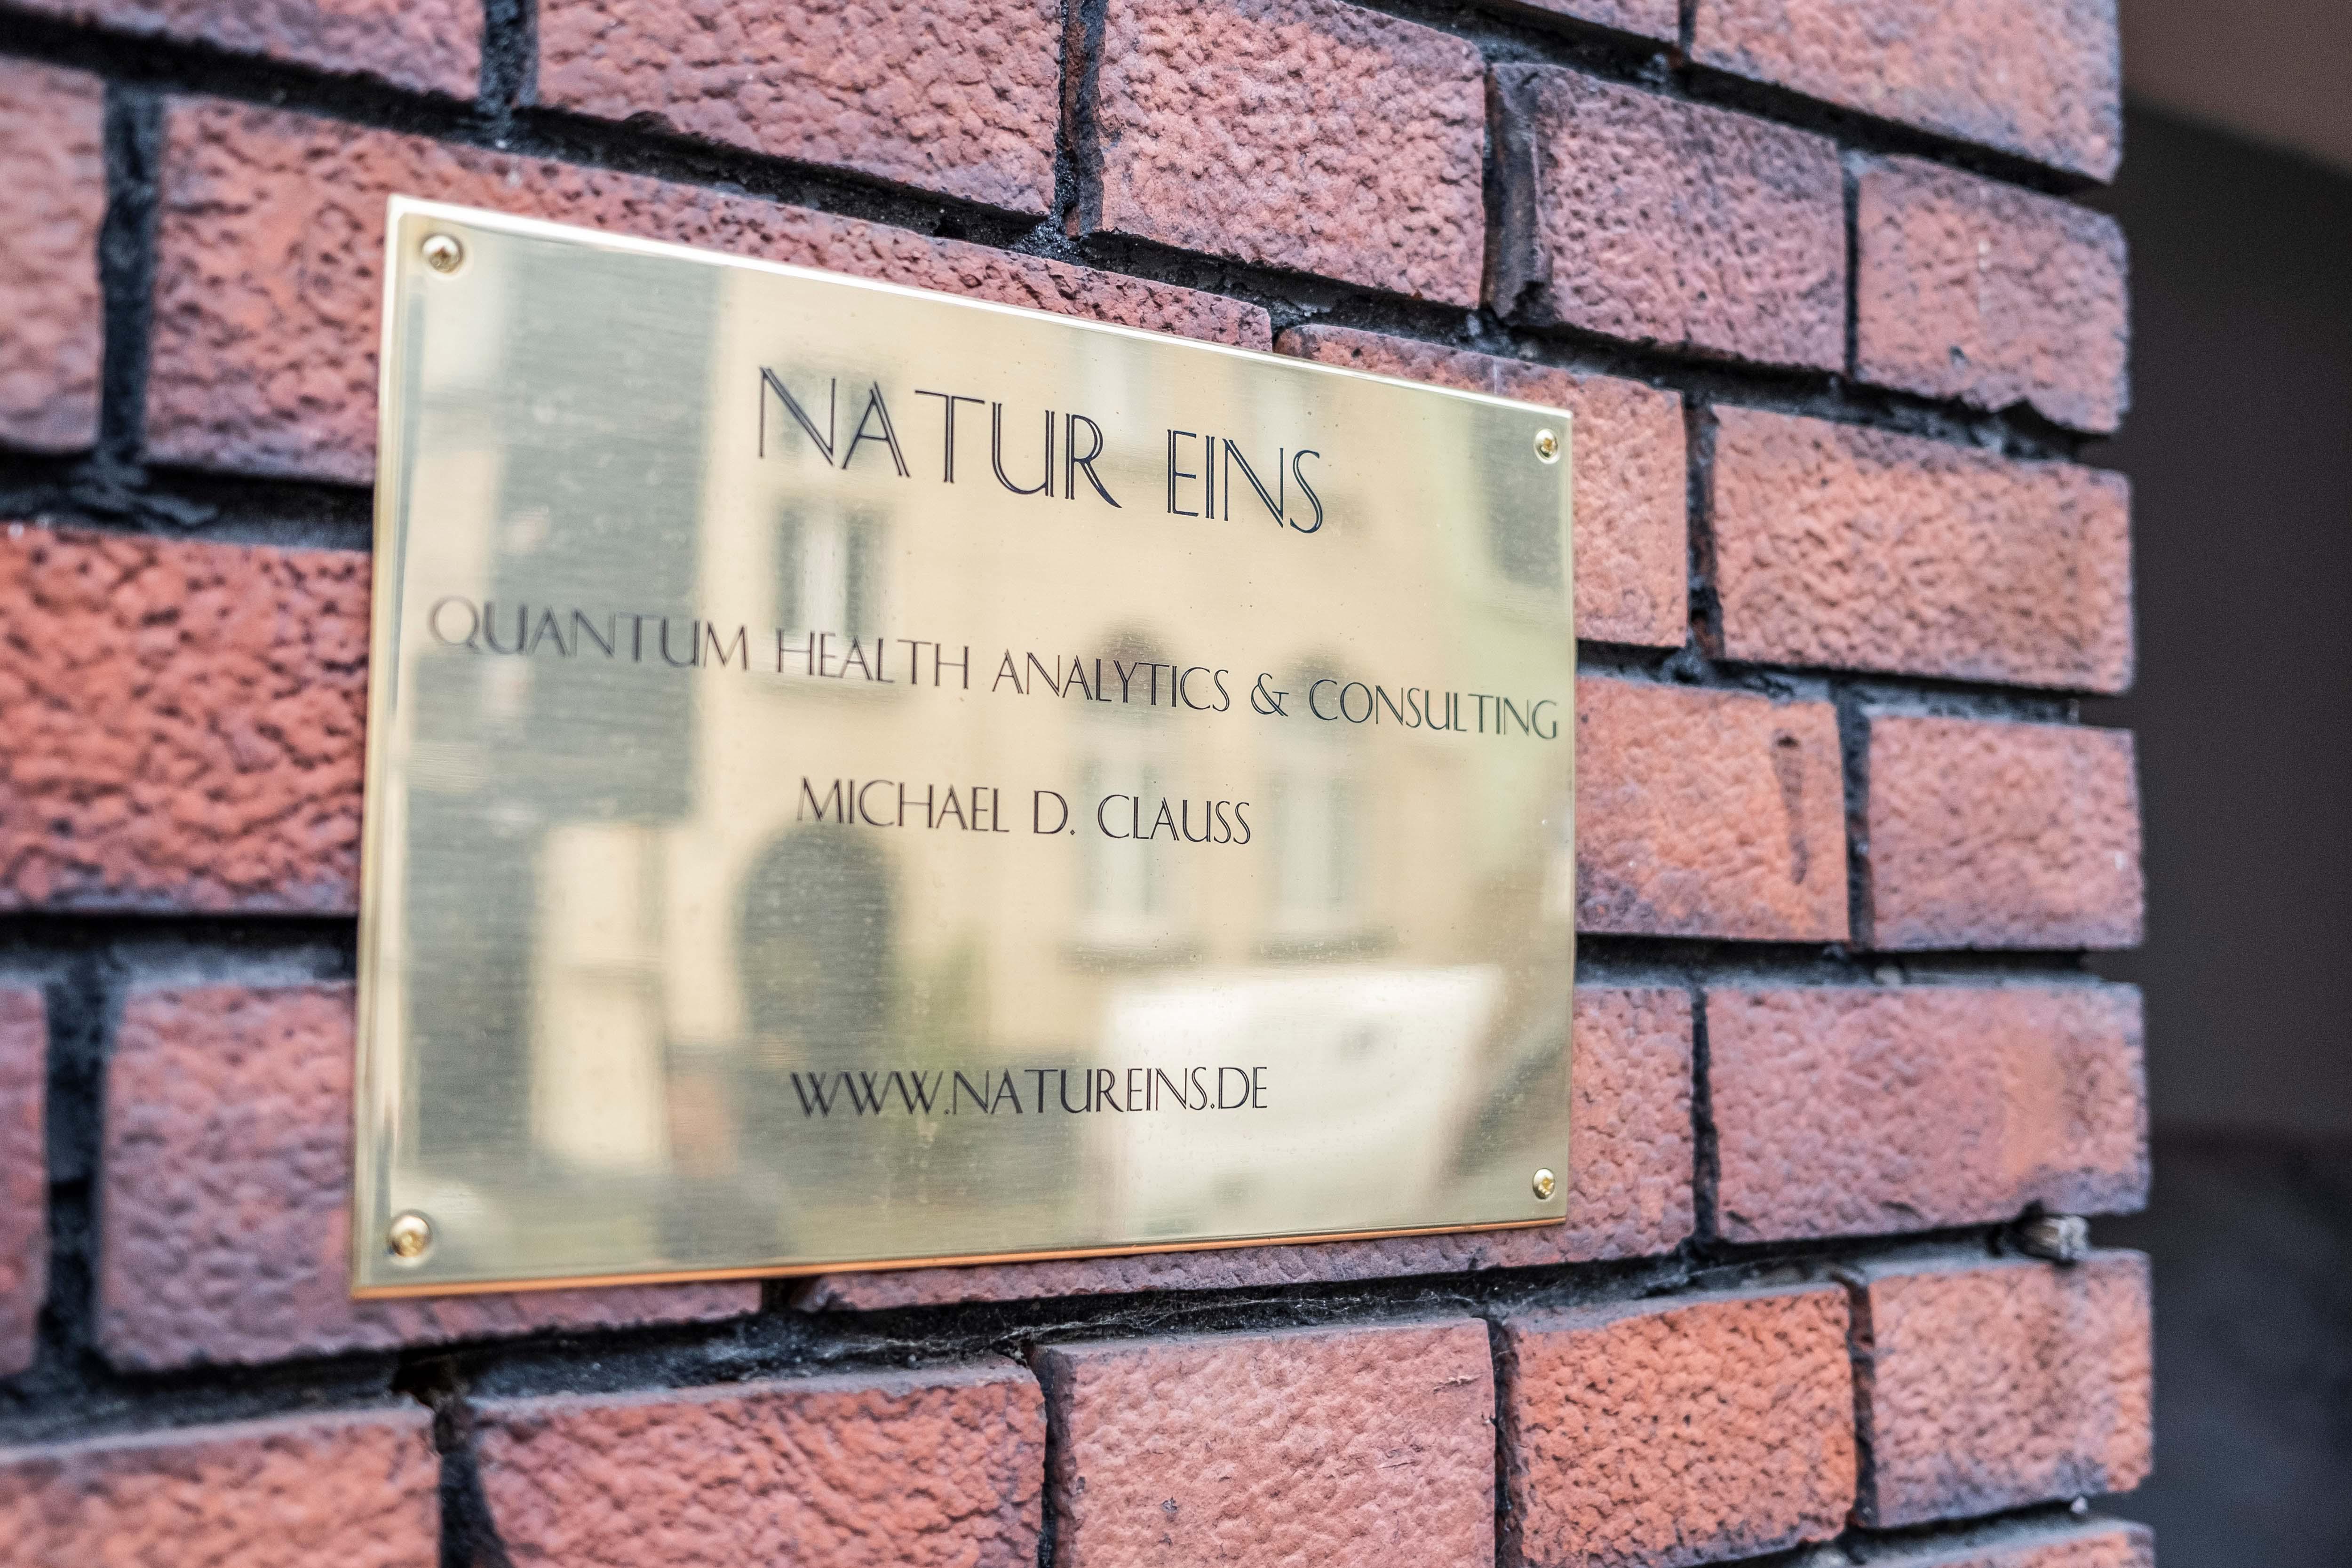 NATUR EINS
QUANTUM HEALTH ANALYTICS & CONSULTING
MICHAEL D. CLAUSS
WWW.NATUREINS.DE